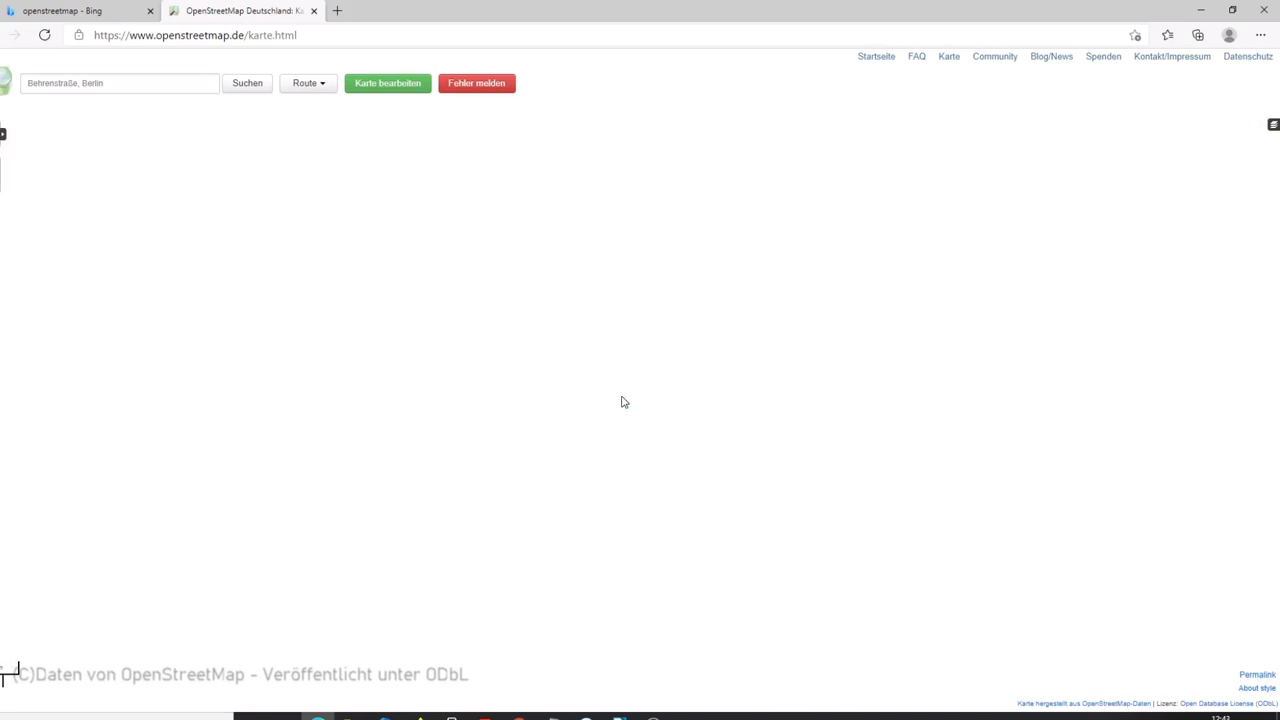 openstreetmap - Bing
OpenStreetMap Deutschland: Ka
https://www.openstreetmap.de/karte.html
Startseite FAQ Karte Community Blog/News Spenden Kontakt/Impressum Datenschutz
Behrenstraße, Berlin Suchen Route Karte bearbeiten Fehler melden
(C)Daten von OpenStreetMap - Veröffentlicht unter ODbL
Permalink
About style
Karte hergestellt aus OpenStreetMap-Daten | Lizenz: Open Database License (ODbL)
12:43